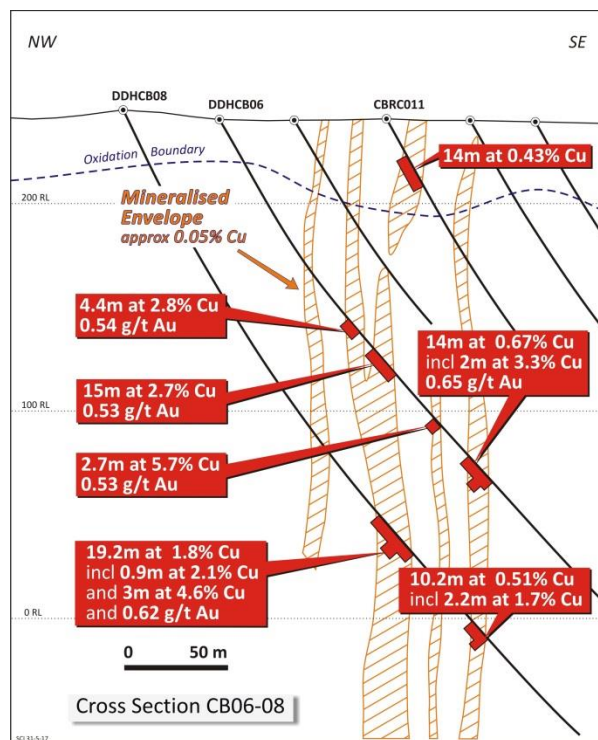 NW
SE
DDHCB08
DDHCB06
CBRC011
Oxidation Boundary
14m at 0.43% Cu
200 RL
Mineralised
Envelope
approx 0.05% Cu
4.4m at 2.8% Cu
0.54 g/t Au
14m at 0.67% Cu
incl 2m at 3.3% Cu
0.65 g/t Au
15m at 2.7% Cu
0.53 g/t Au
100 RL
2.7m at 5.7% Cu
0.53 g/t Au
19.2m at 1.8% Cu
incl 0.9m at 2.1% Cu
and 3m at 4.6% Cu
and 0.62 g/t Au
10.2m at 0.51% Cu
incl 2.2m at 1.7% Cu
0 RL
0 50 m
Cross Section CB06-08
SCI 31-5-17